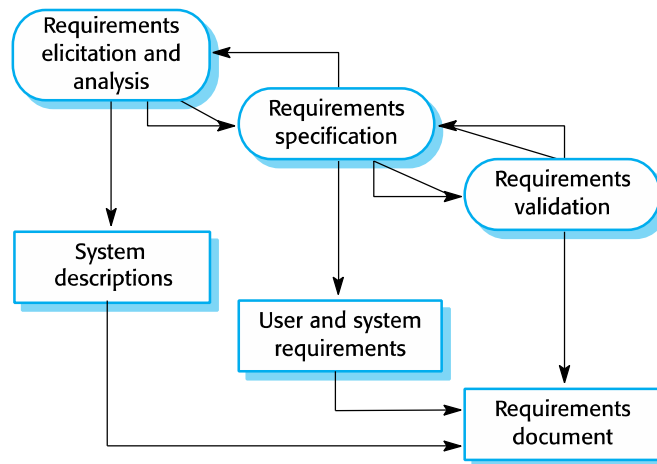 Requirements
elicitation and
analysis
Requirements
specification
Requirements
validation
System
descriptions
User and system
requirements
Requirements
document